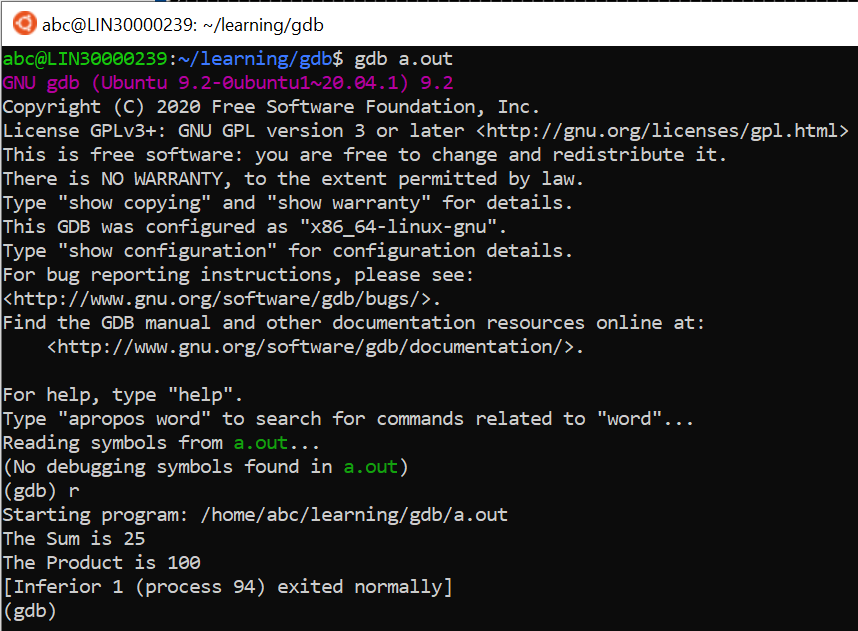 abc@LIN30000239: ~/learning/gdb
abc@LIN30000239:~/learning/gdb$ gdb a.out
GNU gdb (Ubuntu 9.2-0ubuntu1~20.04.1) 9.2
Copyright (C) 2020 Free Software Foundation, Inc.
License GPLv3+: GNU GPL version 3 or later <http://gnu.org/licenses/gpl.html>
This is free software: you are free to change and redistribute it.
There is NO WARRANTY, to the extent permitted by law.
Type "show copying" and "show warranty" for details.
This GDB was configured as "x86_64-linux-gnu".
Type "show configuration" for configuration details.
For bug reporting instructions, please see:
<http://www.gnu.org/software/gdb/bugs/>.
Find the GDB manual and other documentation resources online at:
    <http://www.gnu.org/software/gdb/documentation/>.

For help, type "help".
Type "apropos word" to search for commands related to "word"...
Reading symbols from a.out...
(No debugging symbols found in a.out)
(gdb) r
Starting program: /home/abc/learning/gdb/a.out
The Sum is 25
The Product is 100
[Inferior 1 (process 94) exited normally]
(gdb)